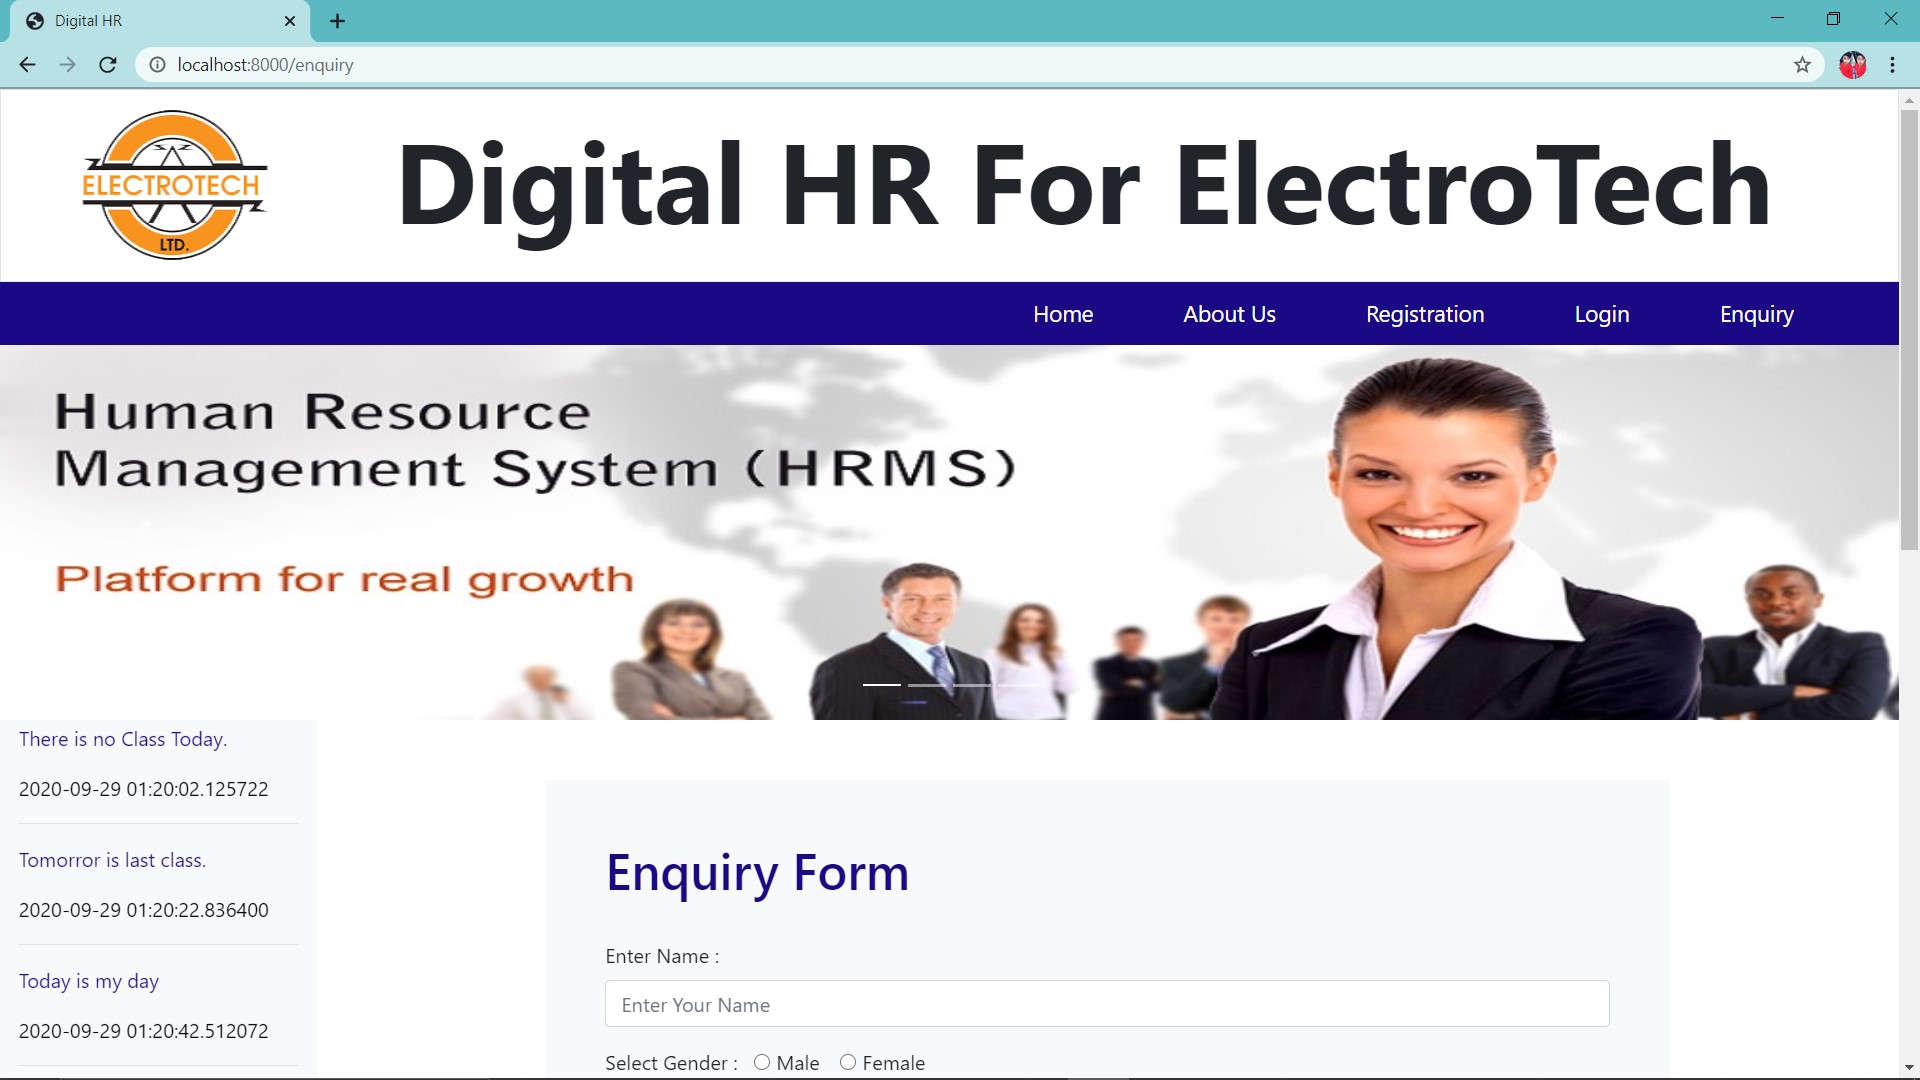 Digital HR
localhost:8000/enquiry
ELECTROTECH
LTD.
Digital HR For ElectroTech
Home About Us Registration Login Enquiry
Human Resource
Management System (HRMS)
Platform for real growth
There is no Class Today.
2020-09-29 01:20:02.125722
Tomorror is last class.
2020-09-29 01:20:22.836400
Today is my day
2020-09-29 01:20:42.512072
Enquiry Form
Enter Name :
Enter Your Name
Select Gender : Male Female